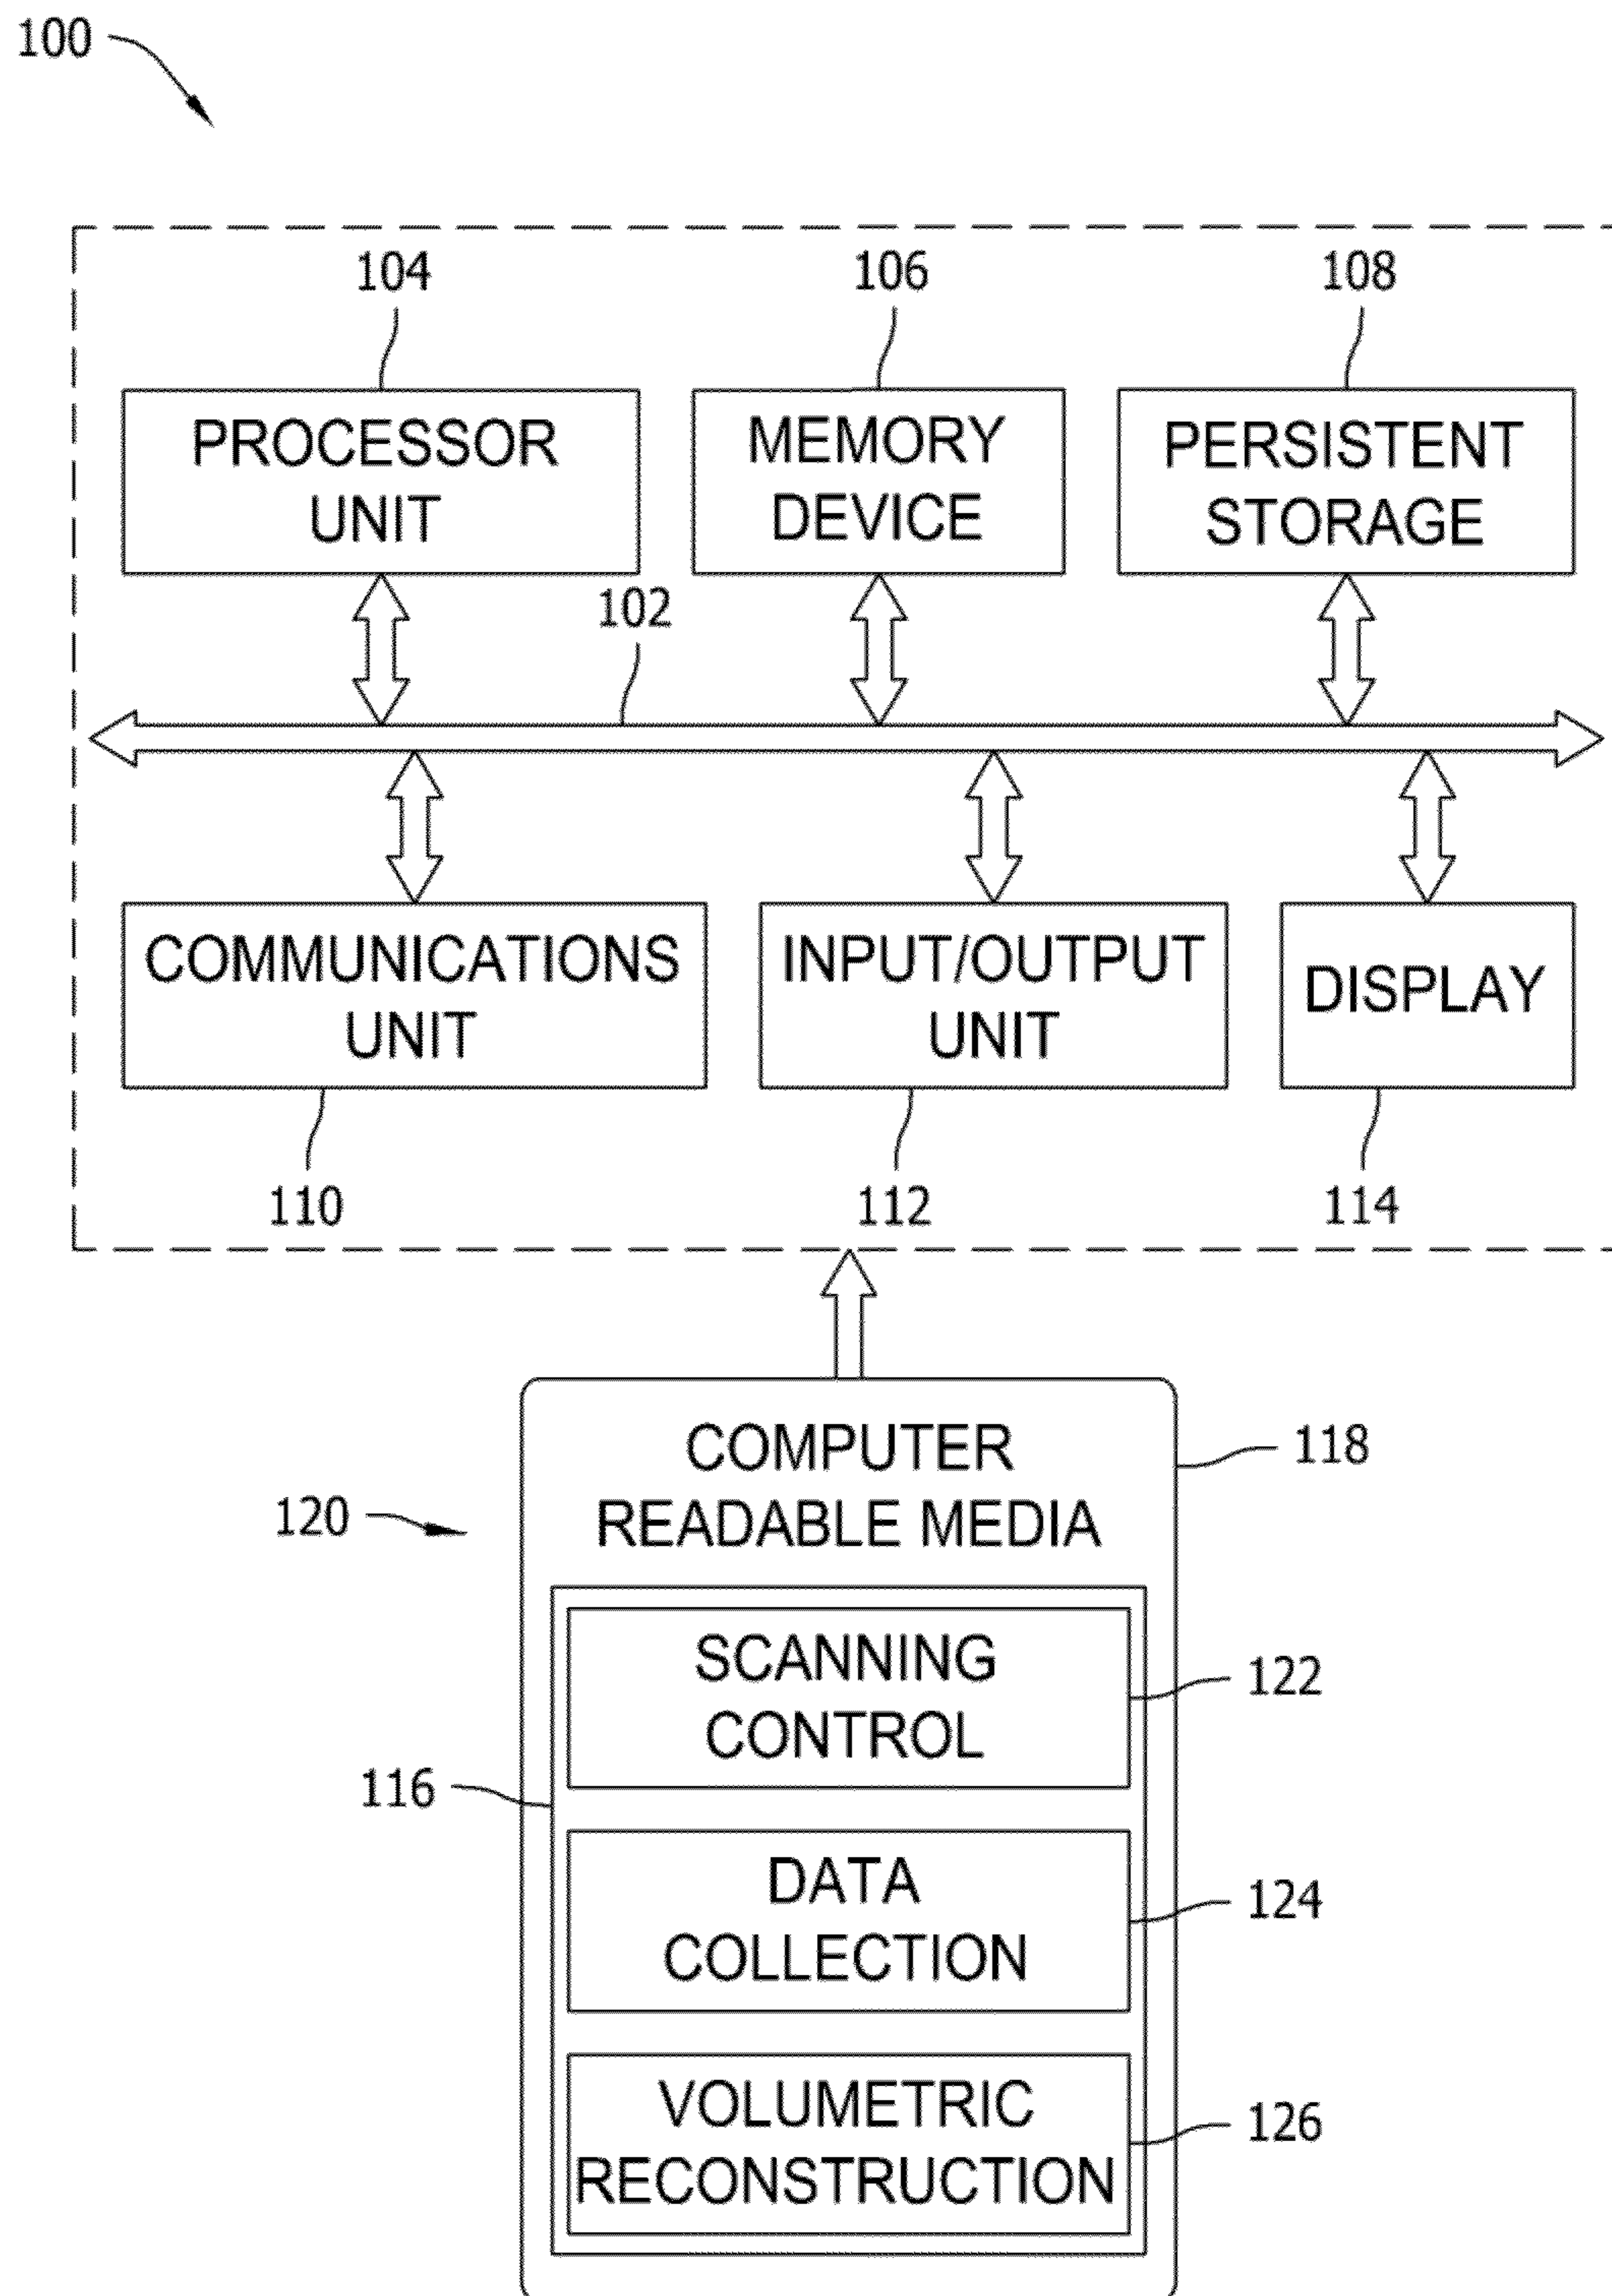 100
104
106
108
PROCESSOR
UNIT
MEMORY
DEVICE
PERSISTENT
STORAGE
102
COMMUNICATIONS
UNIT
INPUT/OUTPUT
UNIT
DISPLAY
110
112
114
COMPUTER
READABLE MEDIA
118
120
SCANNING
CONTROL
122
116
DATA
COLLECTION
124
VOLUMETRIC
RECONSTRUCTION
126